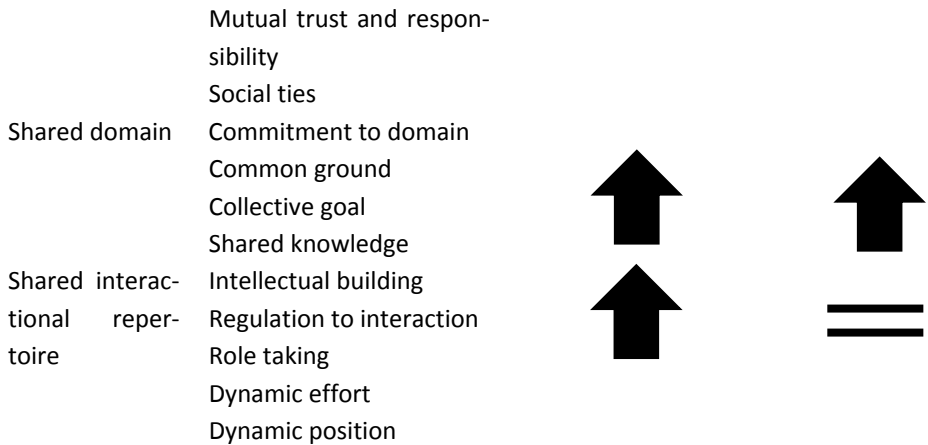 Mutual trust and respon-
sibility
Social ties
Shared domain Commitment to domain
Common ground
Collective goal
Shared knowledge
Shared interac- Intellectual building
tional reper- Regulation to interaction
toire Role taking
Dynamic effort
Dynamic position